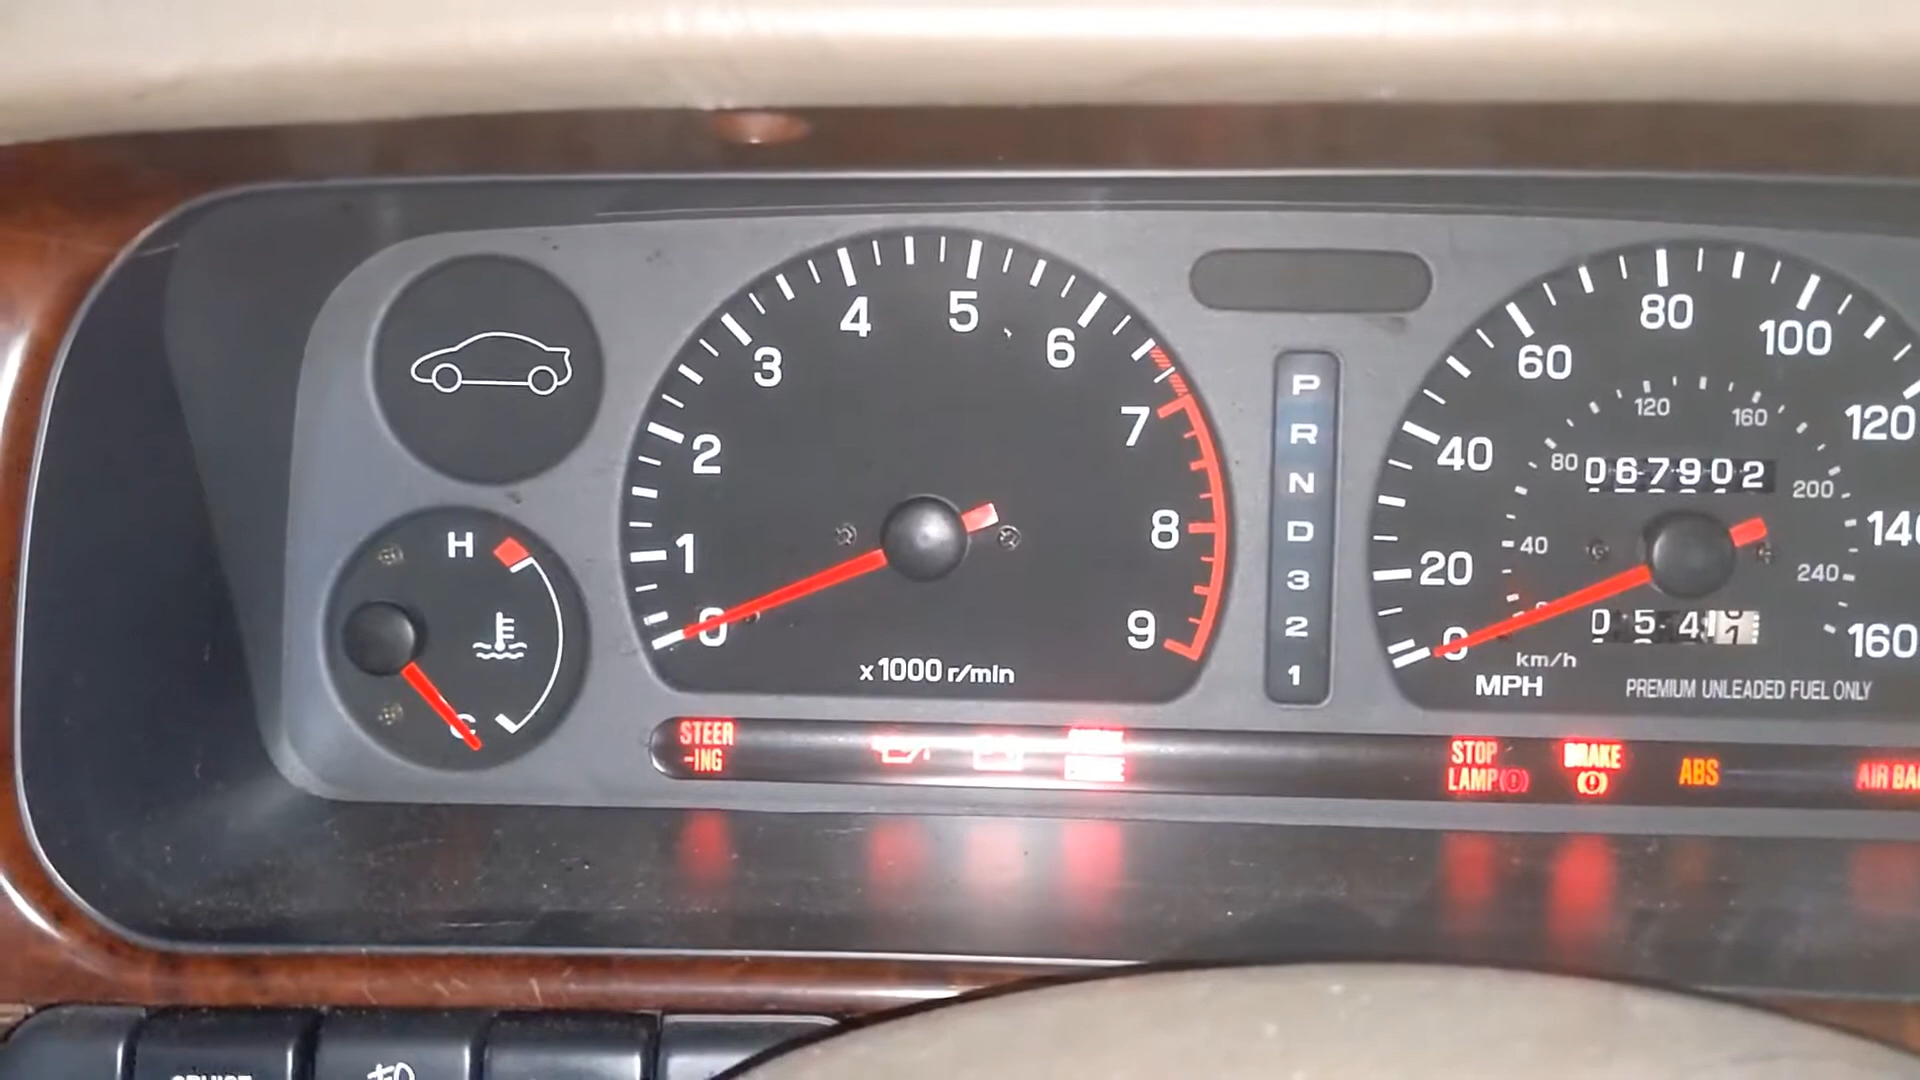 H
C
0
1
2
3
4
5
6
7
8
9
x1000 r/min
P
R
N
D
3
2
1
0
20
40
60
80
100
120
160
40
80
120
160
200
240
067902
km/h
MPH
PREMIUM UNLEADED FUEL ONLY
STEER
-ING
STOP
LAMP
BRAKE
ABS